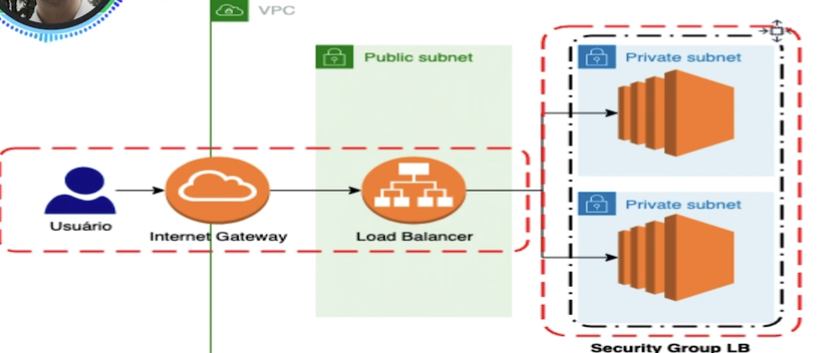 VPC
Public subnet
Private subnet
Usuário
Internet Gateway
Load Balancer
Private subnet
Security Group LB